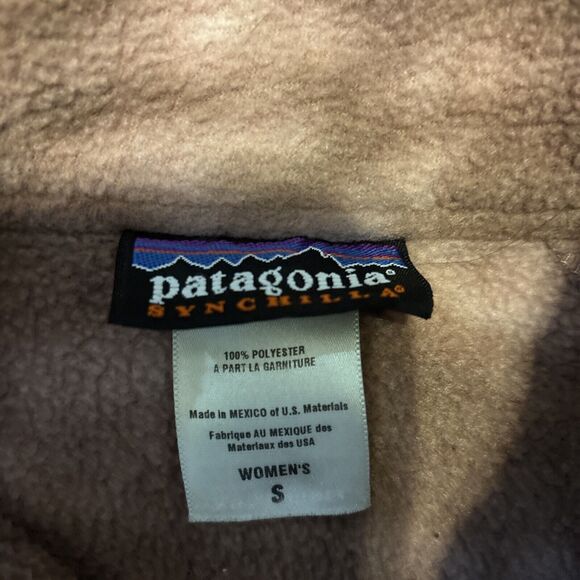 patagonia®
SYNCHILLA®
100% POLYESTER
A PART LA GARNITURE
Made in MEXICO of U.S. Materials
Fabrique AU MEXIQUE des
Materiaux des USA
WOMEN'S
S